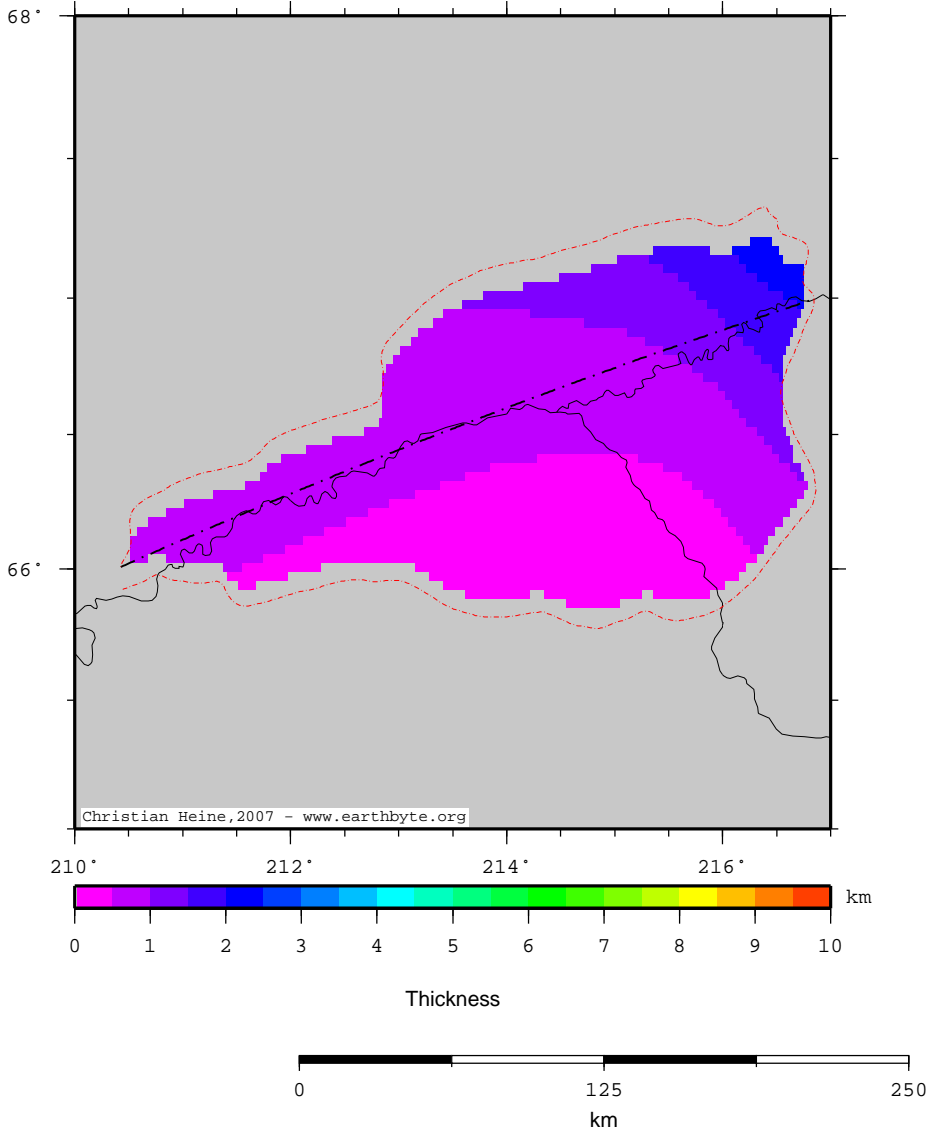 68°
66°
Christian Heine,2007 - www.earthbyte.org
210° 212° 214° 216°
km
0 1 2 3 4 5 6 7 8 9 10
Thickness
0 125 250
km